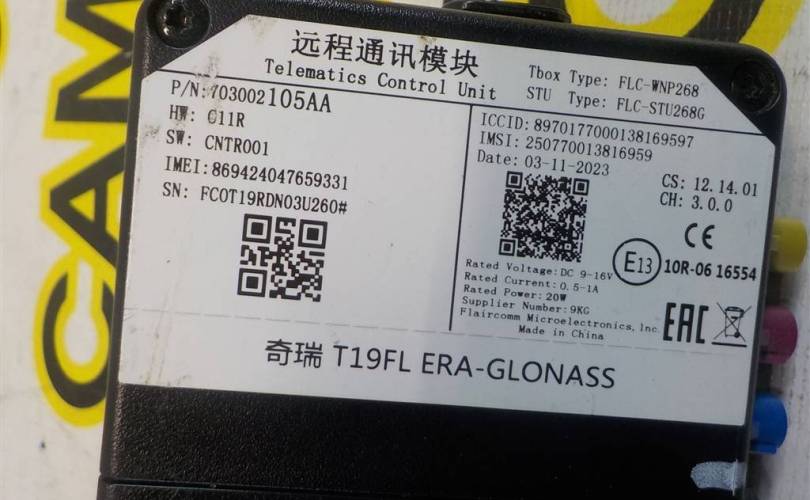 远程通讯模块
Telematics Control Unit
Tbox Type: FLC-WNP268
STU Type: FLC-STU268G
P/N:703002105AA
HW: C11R
SW: CNTR001
IMEI:869424047659331
SN: FCOT19RDN03U260#
ICCID: 8970177000138169597
IMSI: 250770013816959
Date: 03-11-2023
CS: 12.14.01
CH: 3.0.0
CE
E13 10R-06 16554
Rated Voltage:DC 9-16V
Rated Current:0.5-1A
Rated Power:20W
Supplier Number:9KG
Flaircomm Microelectronics,Inc
Made in China
EAC
奇瑞 T19FL ERA-GLONASS
CAM